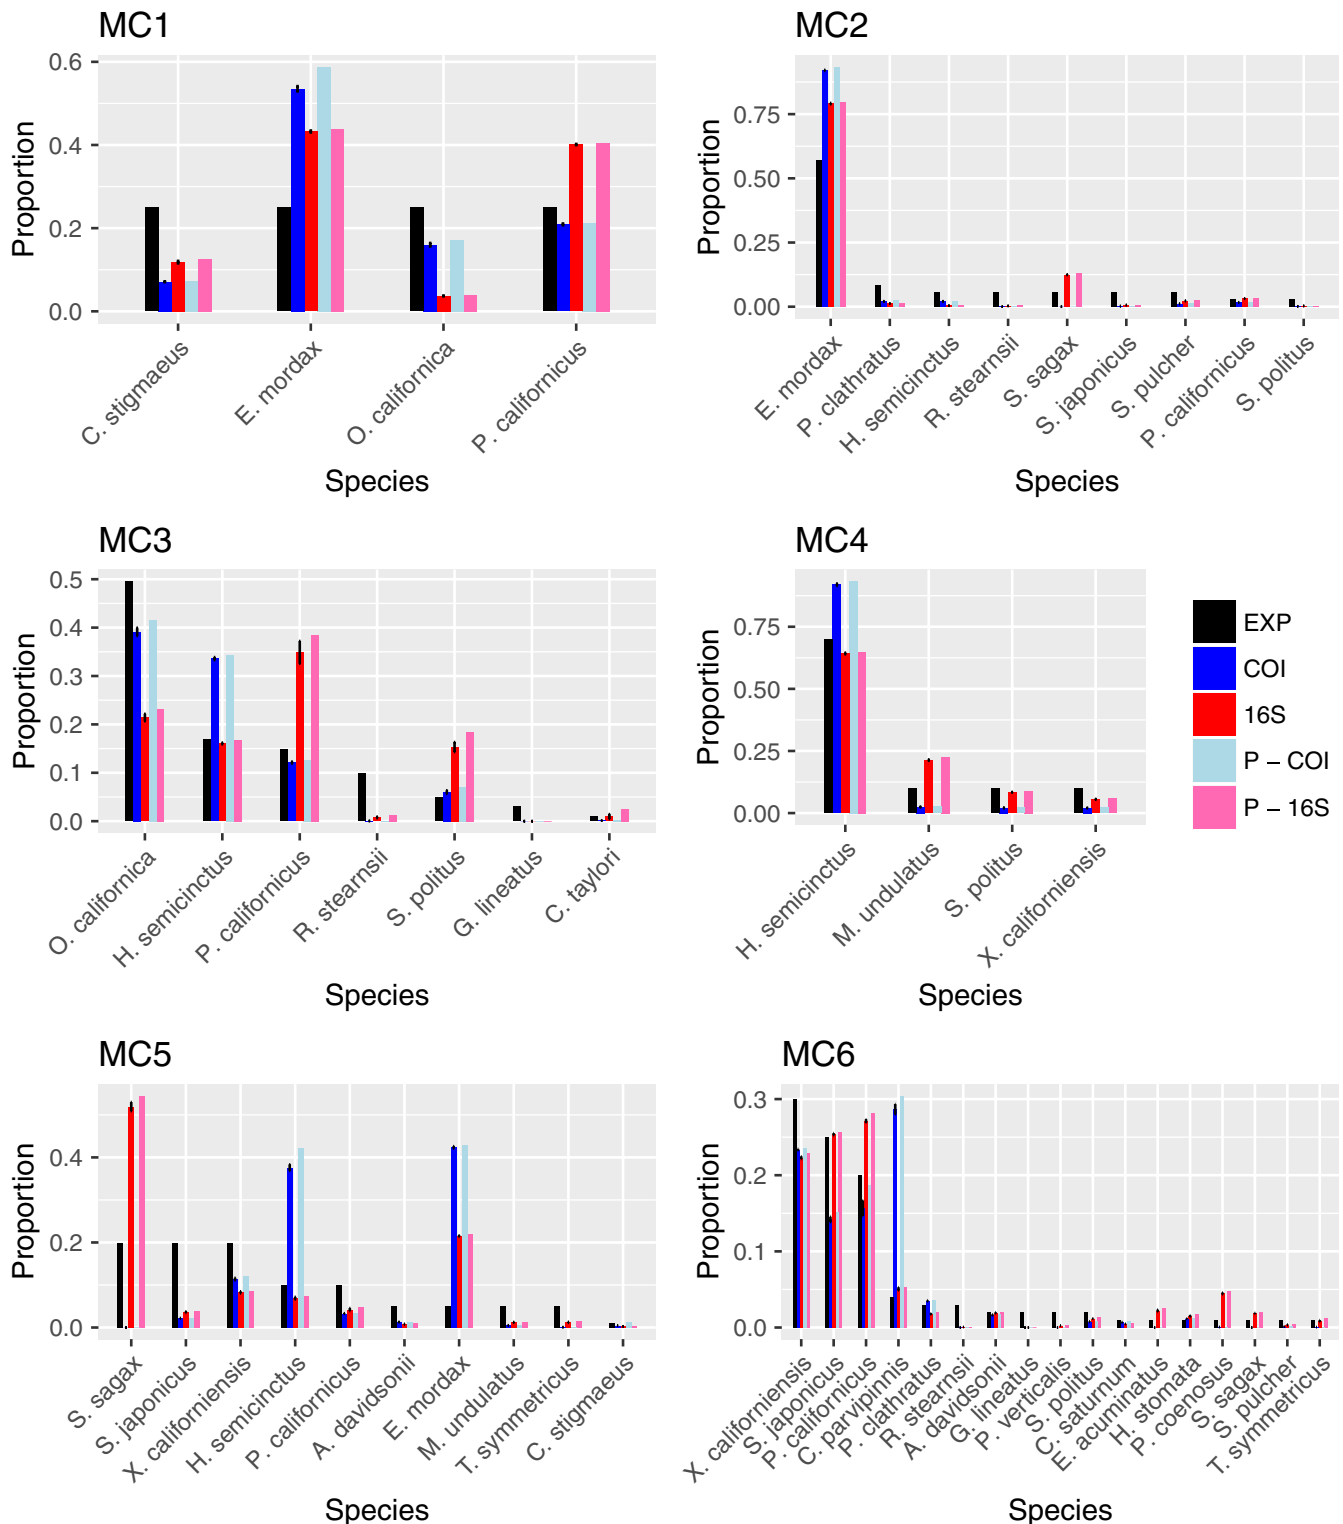 MC1
0.6
0.4
0.2
0.0
Proportion
C. stigmaeus
E. mordax
O. californica
P. californicus
Species
MC2
0.75
0.50
0.25
0.00
Proportion
E. mordax
P. clathratus
H. semicinctus
R. stearnsii
S. sagax
S. japonicus
S. pulcher
P. californicus
S. politus
Species
MC3
0.5
0.4
0.3
0.2
0.1
0.0
Proportion
O. californica
H. semicinctus
P. californicus
R. stearnsii
S. politus
G. lineatus
C. taylori
Species
MC4
0.75
0.50
0.25
0.00
Proportion
H. semicinctus
M. undulatus
S. politus
X. californiensis
Species
EXP
COI
16S
P − COI
P − 16S
MC5
0.4
0.2
0.0
Proportion
S. sagax
S. japonicus
X. californiensis
H. semicinctus
P. californicus
A. davidsonii
E. mordax
M. undulatus
T. symmetricus
C. stigmaeus
Species
MC6
0.3
0.2
0.1
0.0
Proportion
X. californiensis
S. japonicus
P. californicus
C. parvipinnis
P. clathratus
R. stearnsii
A. davidsonii
G. lineatus
P. verticalis
S. politus
C. saturnum
E. acuminatus
H. stomata
P. coenosus
S. sagax
S. pulcher
T. symmetricus
Species